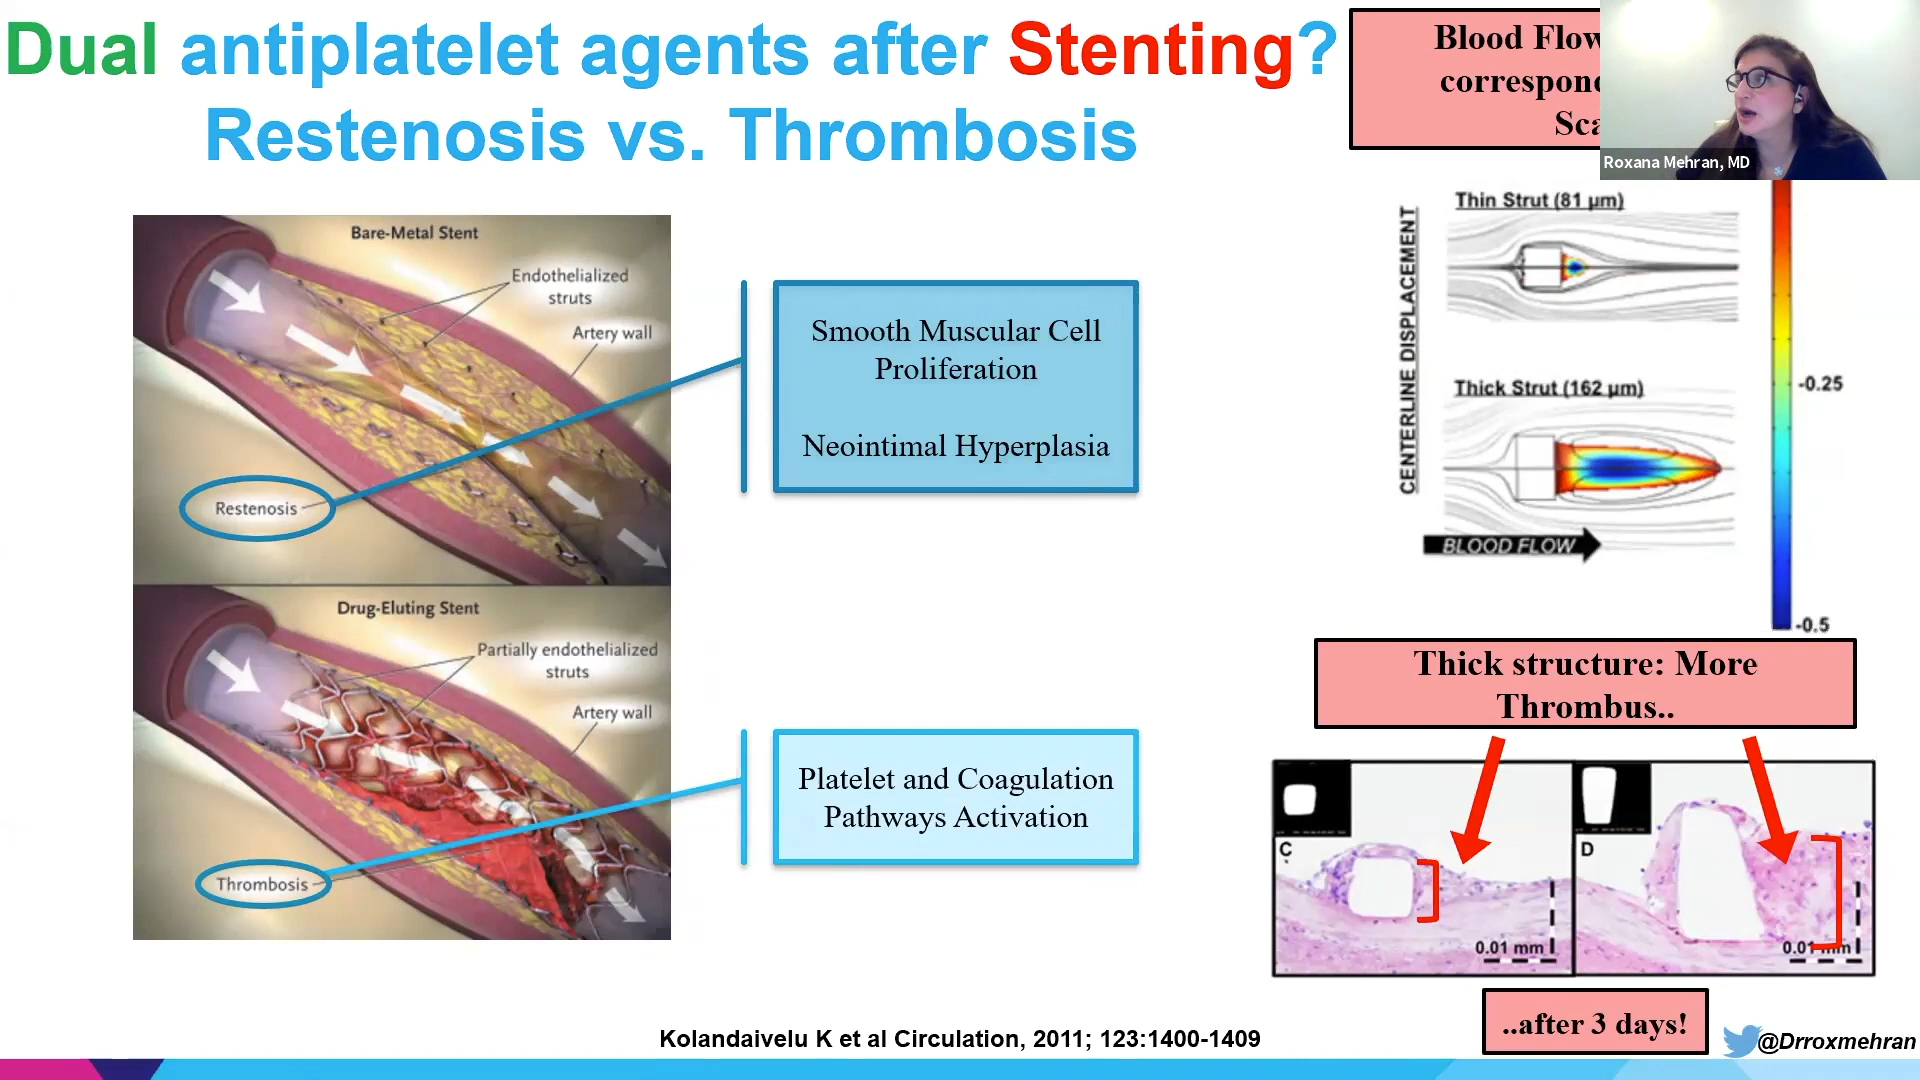 Dual antiplatelet agents after Stenting?
Restenosis vs. Thrombosis
Blood Flow
Roxana Mehran, MD
Bare-Metal Stent
Endothelialized
struts
Artery wall
Restenosis
Smooth Muscular Cell
Proliferation
Neointimal Hyperplasia
Drug-Eluting Stent
Partially endothelialized
struts
Artery wall
Thrombosis
Platelet and Coagulation
Pathways Activation
CENTERLINE DISPLACEMENT
Thin Strut (81 µm)
Thick Strut (162 µm)
BLOOD FLOW
-0.25
-0.5
Thick structure: More
Thrombus..
C
D
0.01 mm
0.01 mm
..after 3 days!
Kolandaivelu K et al Circulation, 2011; 123:1400-1409
@Drroxmehran